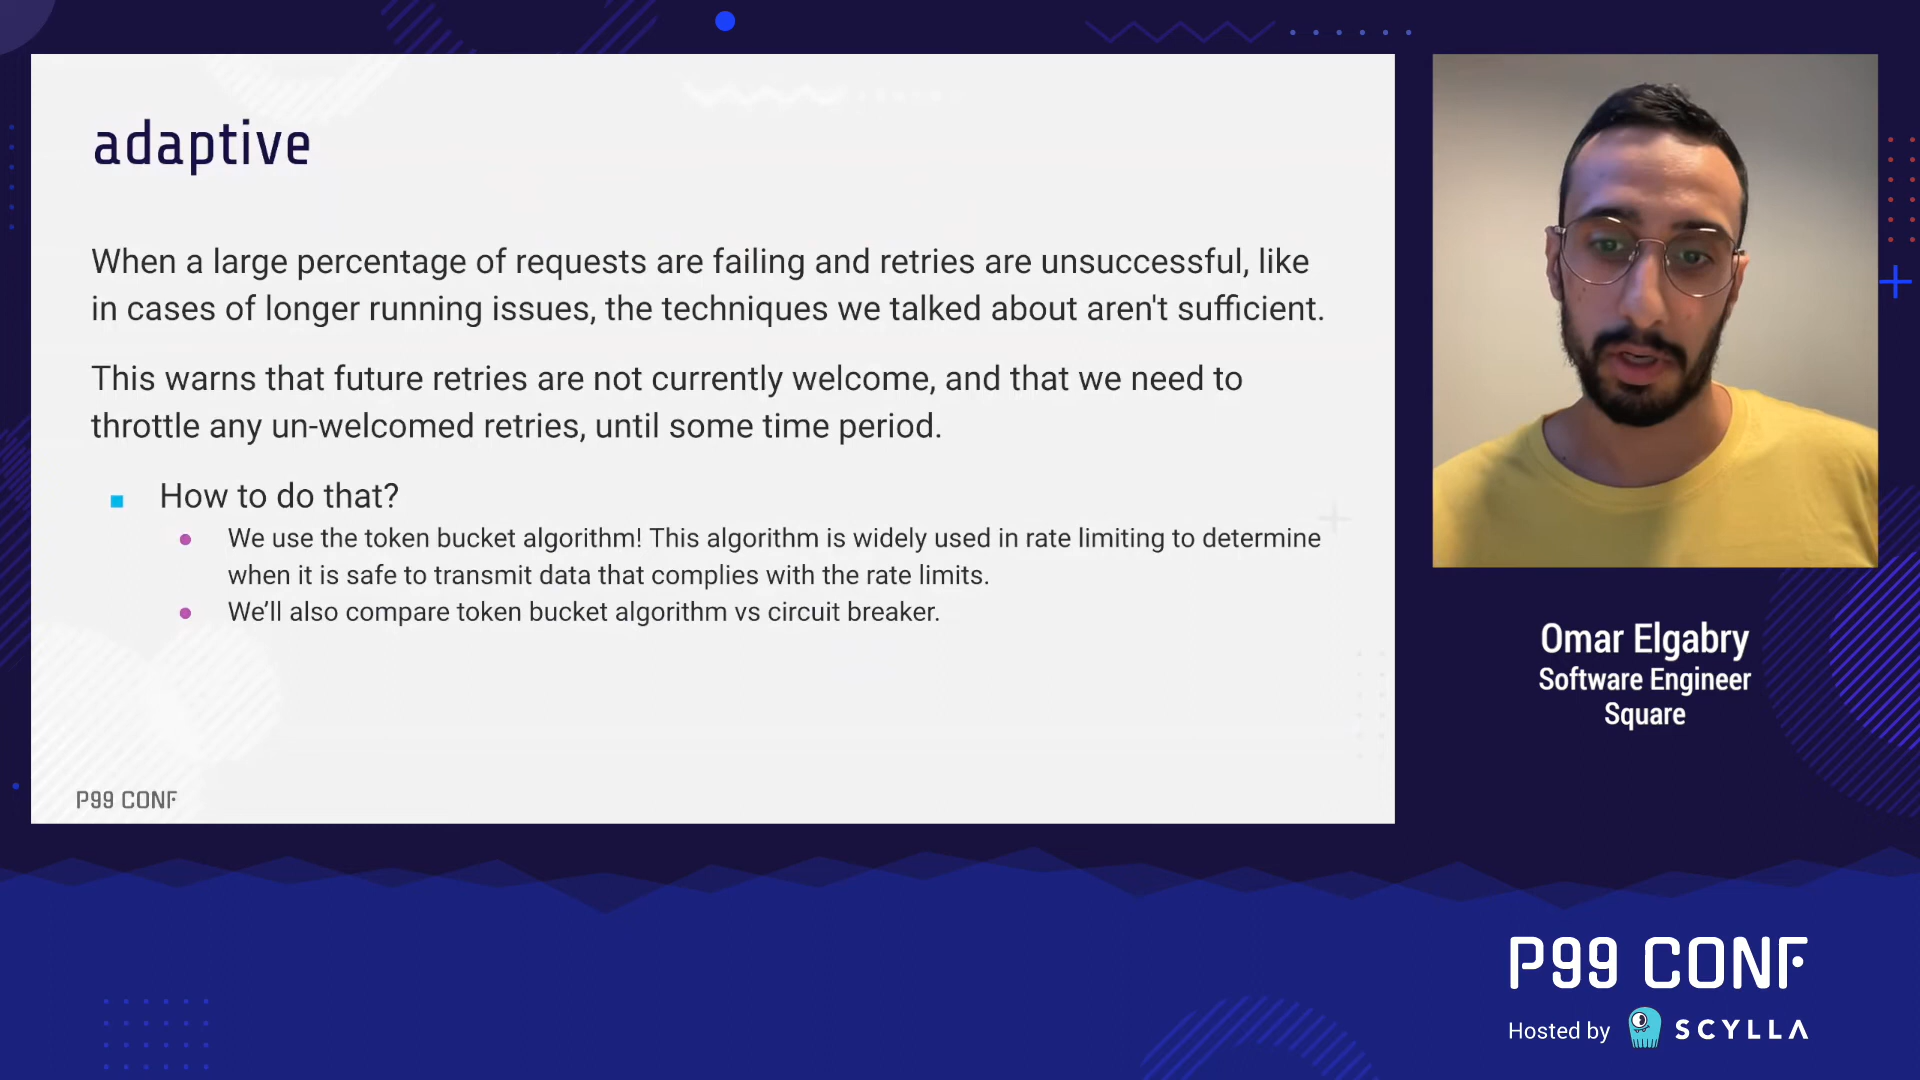 adaptive
When a large percentage of requests are failing and retries are unsuccessful, like
in cases of longer running issues, the techniques we talked about aren't sufficient.
This warns that future retries are not currently welcome, and that we need to
throttle any un-welcomed retries, until some time period.
How to do that?
We use the token bucket algorithm! This algorithm is widely used in rate limiting to determine
when it is safe to transmit data that complies with the rate limits.
We’ll also compare token bucket algorithm vs circuit breaker.
P99 CONF
Omar Elgabry
Software Engineer
Square
P99 CONF
Hosted by SCYLLA